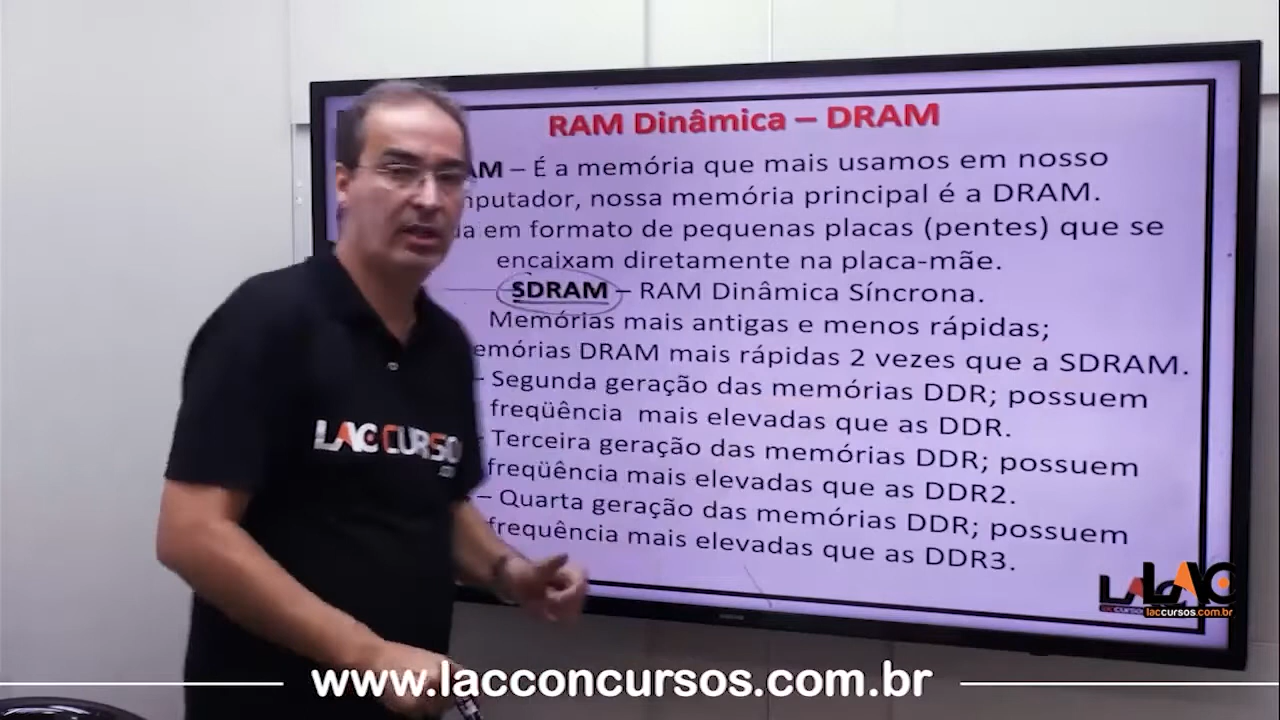 RAM Dinâmica – DRAM
– É a memória que mais usamos em nosso
nossa memória principal é a DRAM.
em formato de pequenas placas (pentes) que se
encaixam diretamente na placa-mãe.
SDRAM – RAM Dinâmica Síncrona.
Memórias mais antigas e menos rápidas;
DRAM mais rápidas 2 vezes que a SDRAM.
– Segunda geração das memórias DDR; possuem
freqüência mais elevadas que as DDR.
Terceira geração das memórias DDR; possuem
freqüência mais elevadas que as DDR2.
– Quarta geração das memórias DDR; possuem
frequência mais elevadas que as DDR3.
LAC CURSO
LAC
laccursos.com.br
www.lacconcursos.com.br